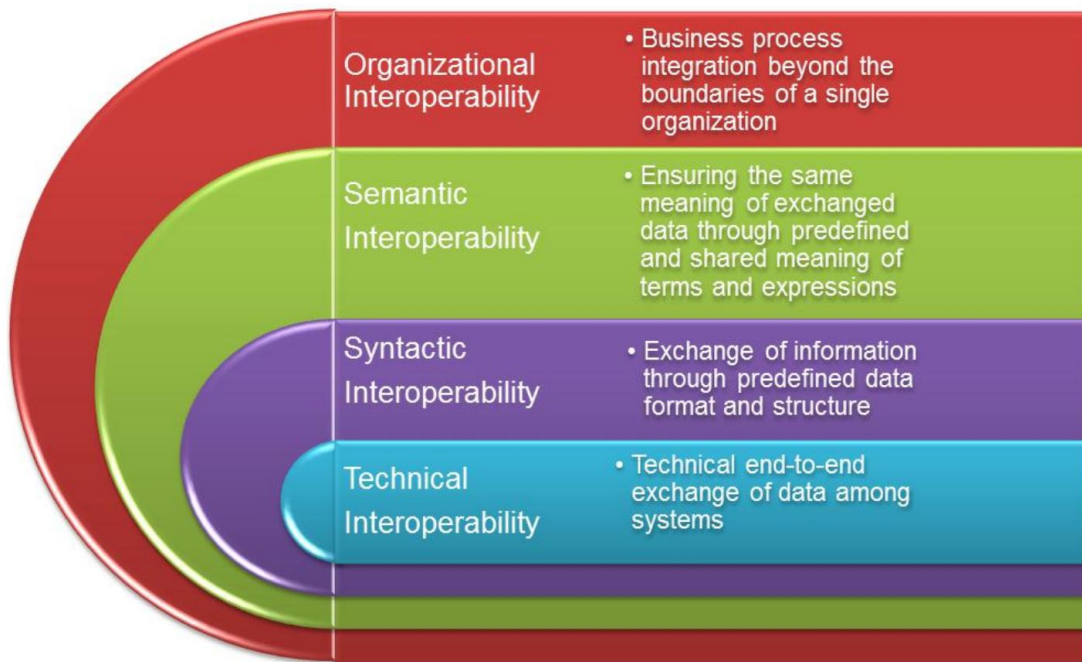 Organizational
Interoperability
• Business process
integration beyond the
boundaries of a single
organization
Semantic
Interoperability
• Ensuring the same
meaning of exchanged
data through predefined
and shared meaning of
terms and expressions
Syntactic
Interoperability
• Exchange of information
through predefined data
format and structure
Technical
Interoperability
• Technical end-to-end
exchange of data among
systems